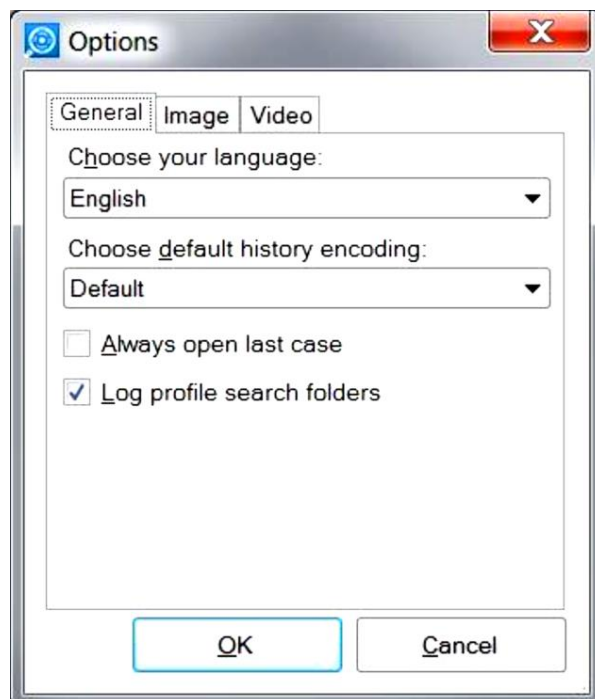 Options
General Image Video
Choose your language:
English
Choose default history encoding:
Default
Always open last case
Log profile search folders
OK Cancel